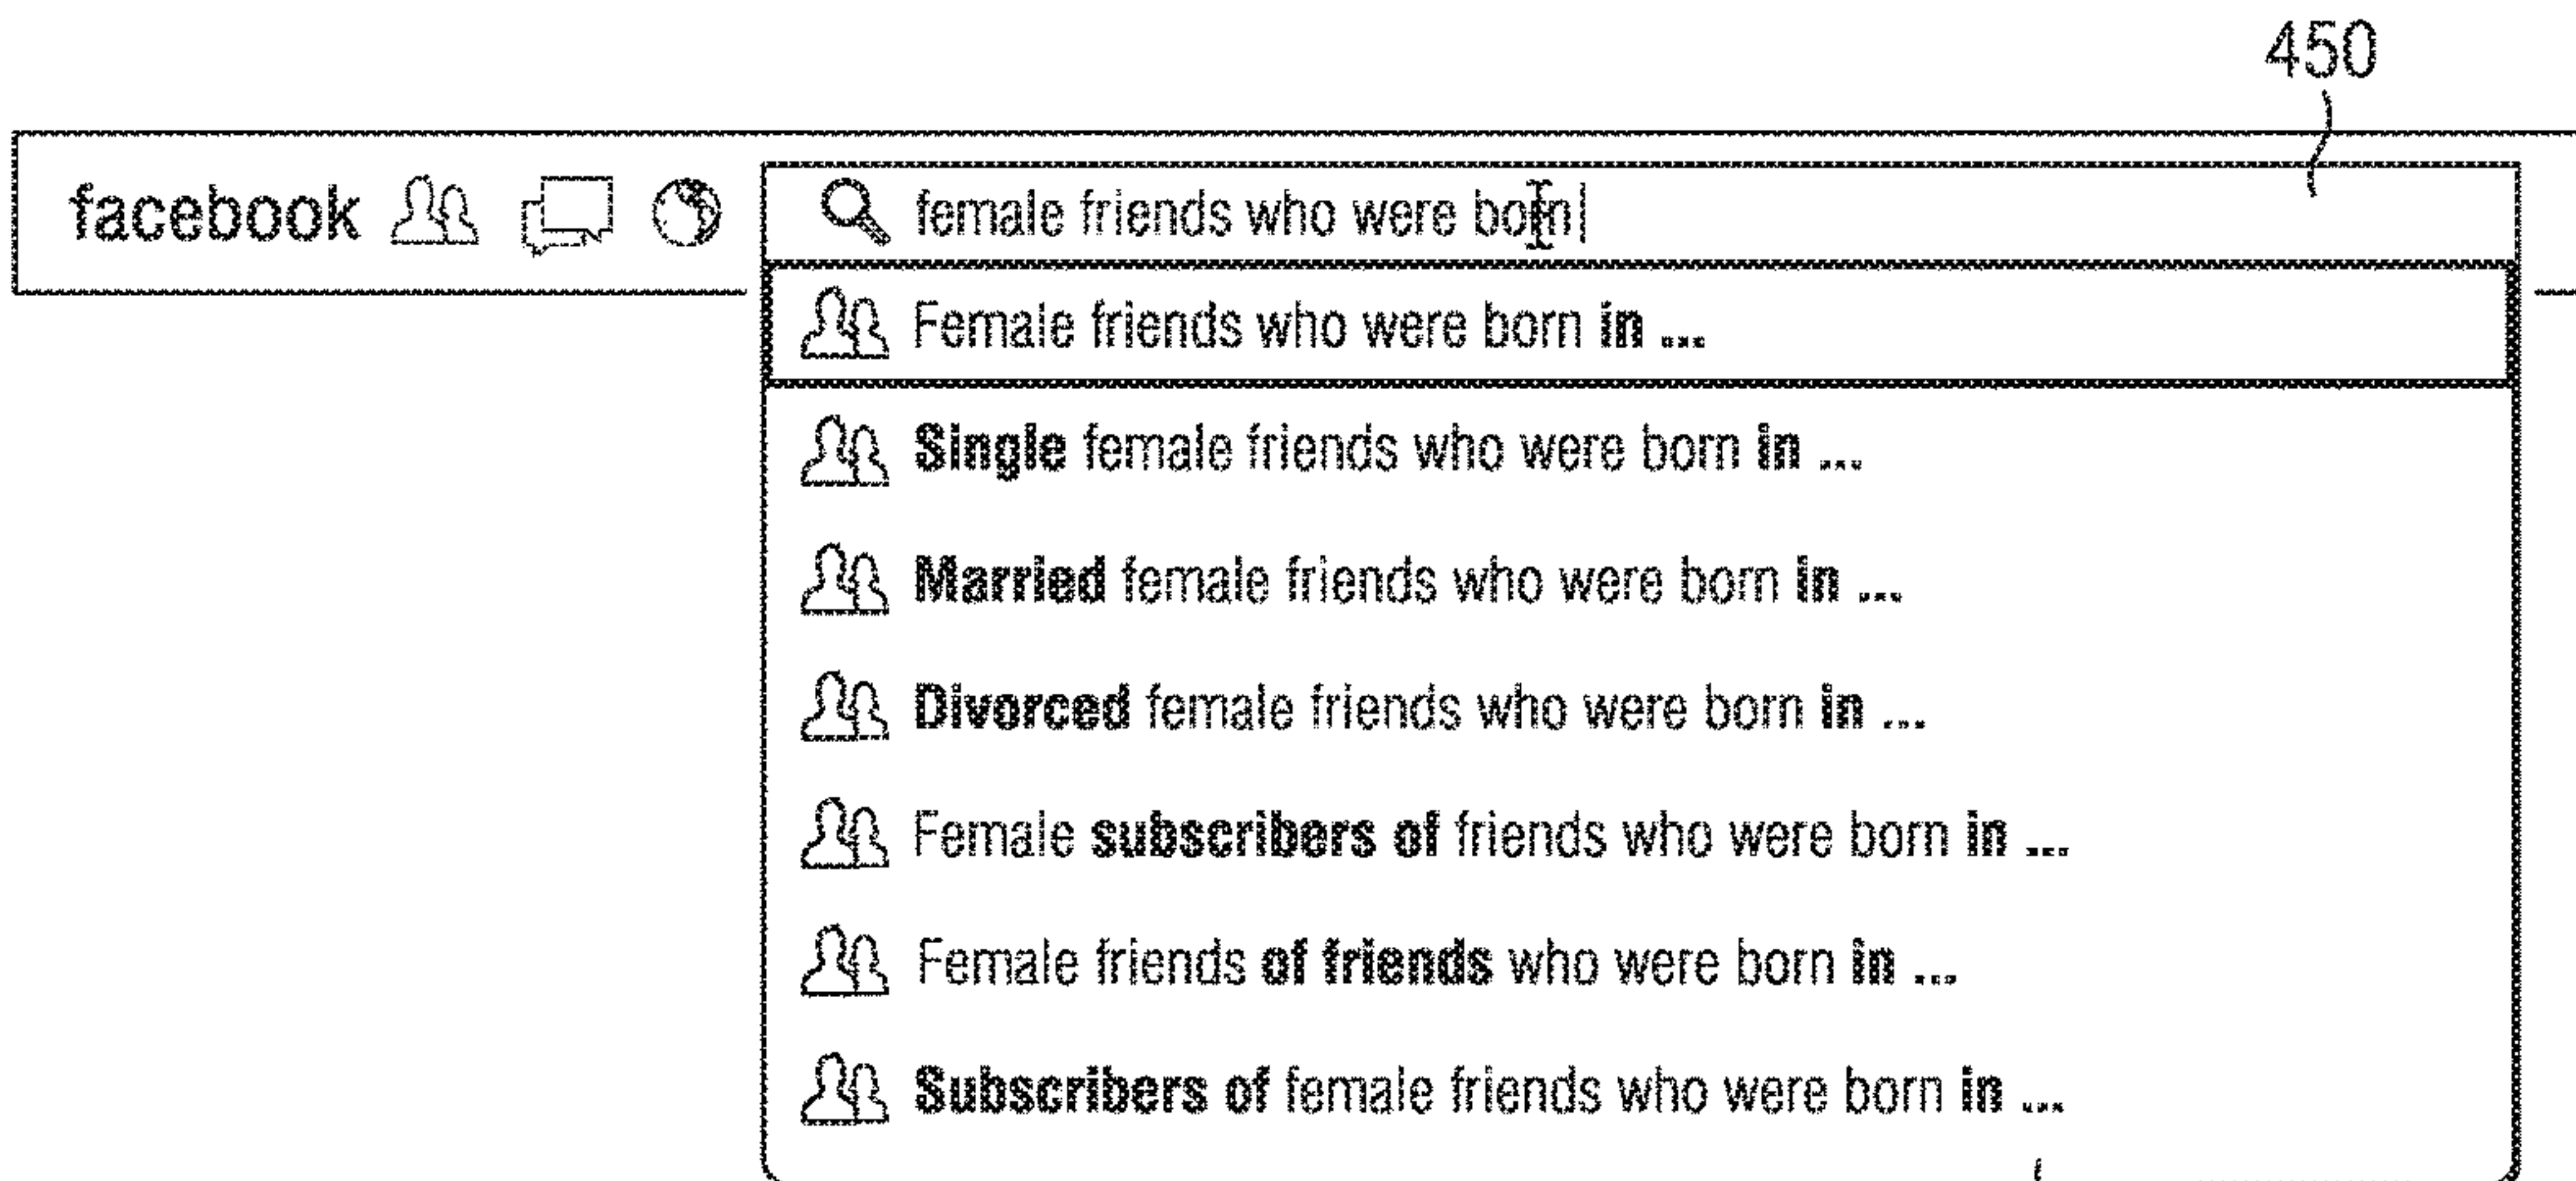 450
facebook female friends who were born
Female friends who were born in ...
Single female friends who were born in ...
Married female friends who were born in ...
Divorced female friends who were born in ...
Female subscribers of friends who were born in ...
Female friends of friends who were born in ...
Subscribers of female friends who were born in ...